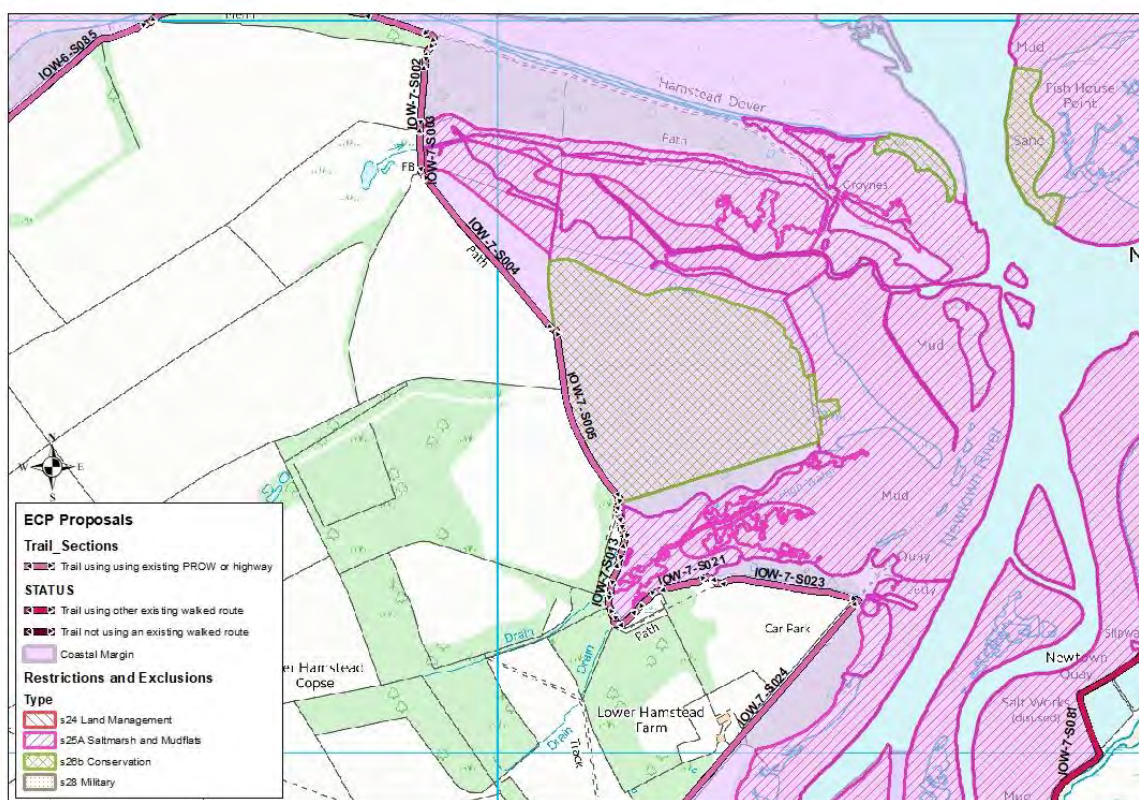 IOW-6-S085
IOW-7-S002
IOW-7-S003
FB
IOW-7-S004
Path
Hamstead Dover
Path
Groynes
Mud
Fish House
Point
Sand
Mud
IOW-7-S005
Mud
Newtown River
Quay
IOW-7-S013
IOW-7-S021
IOW-7-S023
Drain
Drain
Path
Car Park
er Hamstead
Copse
Lower Hamstead
Farm
IOW-7-S024
Drain
Track
Newtown
Quay
Salt Works
(disused)
IOW-7-S081
N
W
E
S
ECP Proposals
Trail_Sections
Trail using using existing PROW or highway
STATUS
Trail using other existing walked route
Trail not using an existing walked route
Coastal Margin
Restrictions and Exclusions
Type
s24 Land Management
s25A Saltmarsh and Mudflats
s26b Conservation
s28 Military